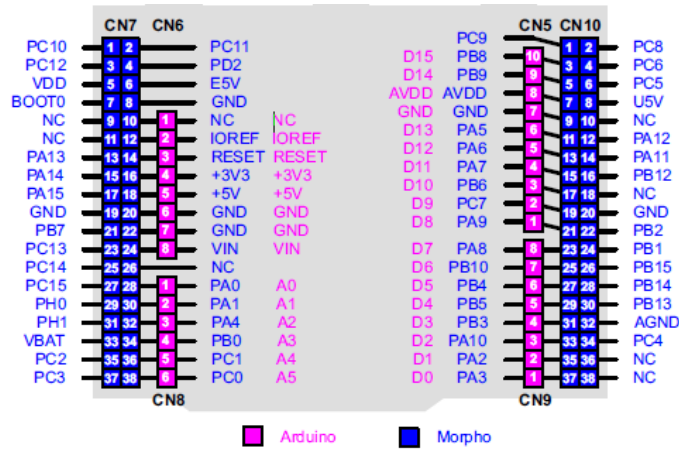 CN7 CN6 CN5 CN10
PC9
PC10 1 2 PC11 1 2 PC8
PC12 3 4 PD2 D15 PB8 10 3 4 PC6
VDD 5 6 E5V D14 PB9 9 5 6 PC5
BOOT0 7 8 GND AVDD AVDD 8 7 8 U5V
NC 9 10 1 NC NC GND GND 7 9 10 NC
NC 11 12 2 IOREF IOREF D13 PA5 6 11 12 PA12
PA13 13 14 3 RESET RESET D12 PA6 5 13 14 PA11
PA14 15 16 4 +3V3 +3V3 D11 PA7 4 15 16 PB12
PA15 17 18 5 +5V +5V D10 PB6 3 17 18 NC
GND 19 20 6 GND GND D9 PC7 2 19 20 GND
PB7 21 22 7 GND GND D8 PA9 1 21 22 PB2
PC13 23 24 8 VIN VIN D7 PA8 8 23 24 PB1
PC14 25 26 NC D6 PB10 7 25 26 PB15
PC15 27 28 1 PA0 A0 D5 PB4 6 27 28 PB14
PH0 29 30 2 PA1 A1 D4 PB5 5 29 30 PB13
PH1 31 32 3 PA4 A2 D3 PB3 4 31 32 AGND
VBAT 33 34 4 PB0 A3 D2 PA10 3 33 34 PC4
PC2 35 36 5 PC1 A4 D1 PA2 2 35 36 NC
PC3 37 38 6 PC0 A5 D0 PA3 1 37 38 NC
CN8 CN9
Arduino Morpho